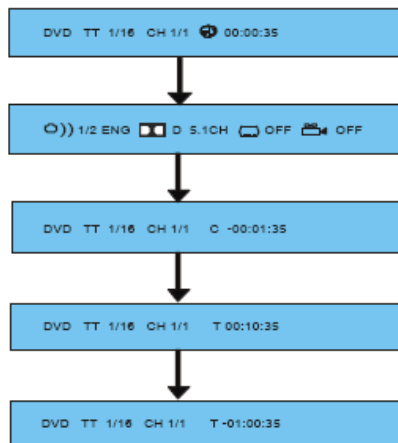 DVD TT 1/16 CH 1/1 00:00:35
1/2 ENG D 5.1CH OFF OFF
DVD TT 1/16 CH 1/1 C -00:01:35
DVD TT 1/16 CH 1/1 T 00:10:35
DVD TT 1/16 CH 1/1 T -01:00:35